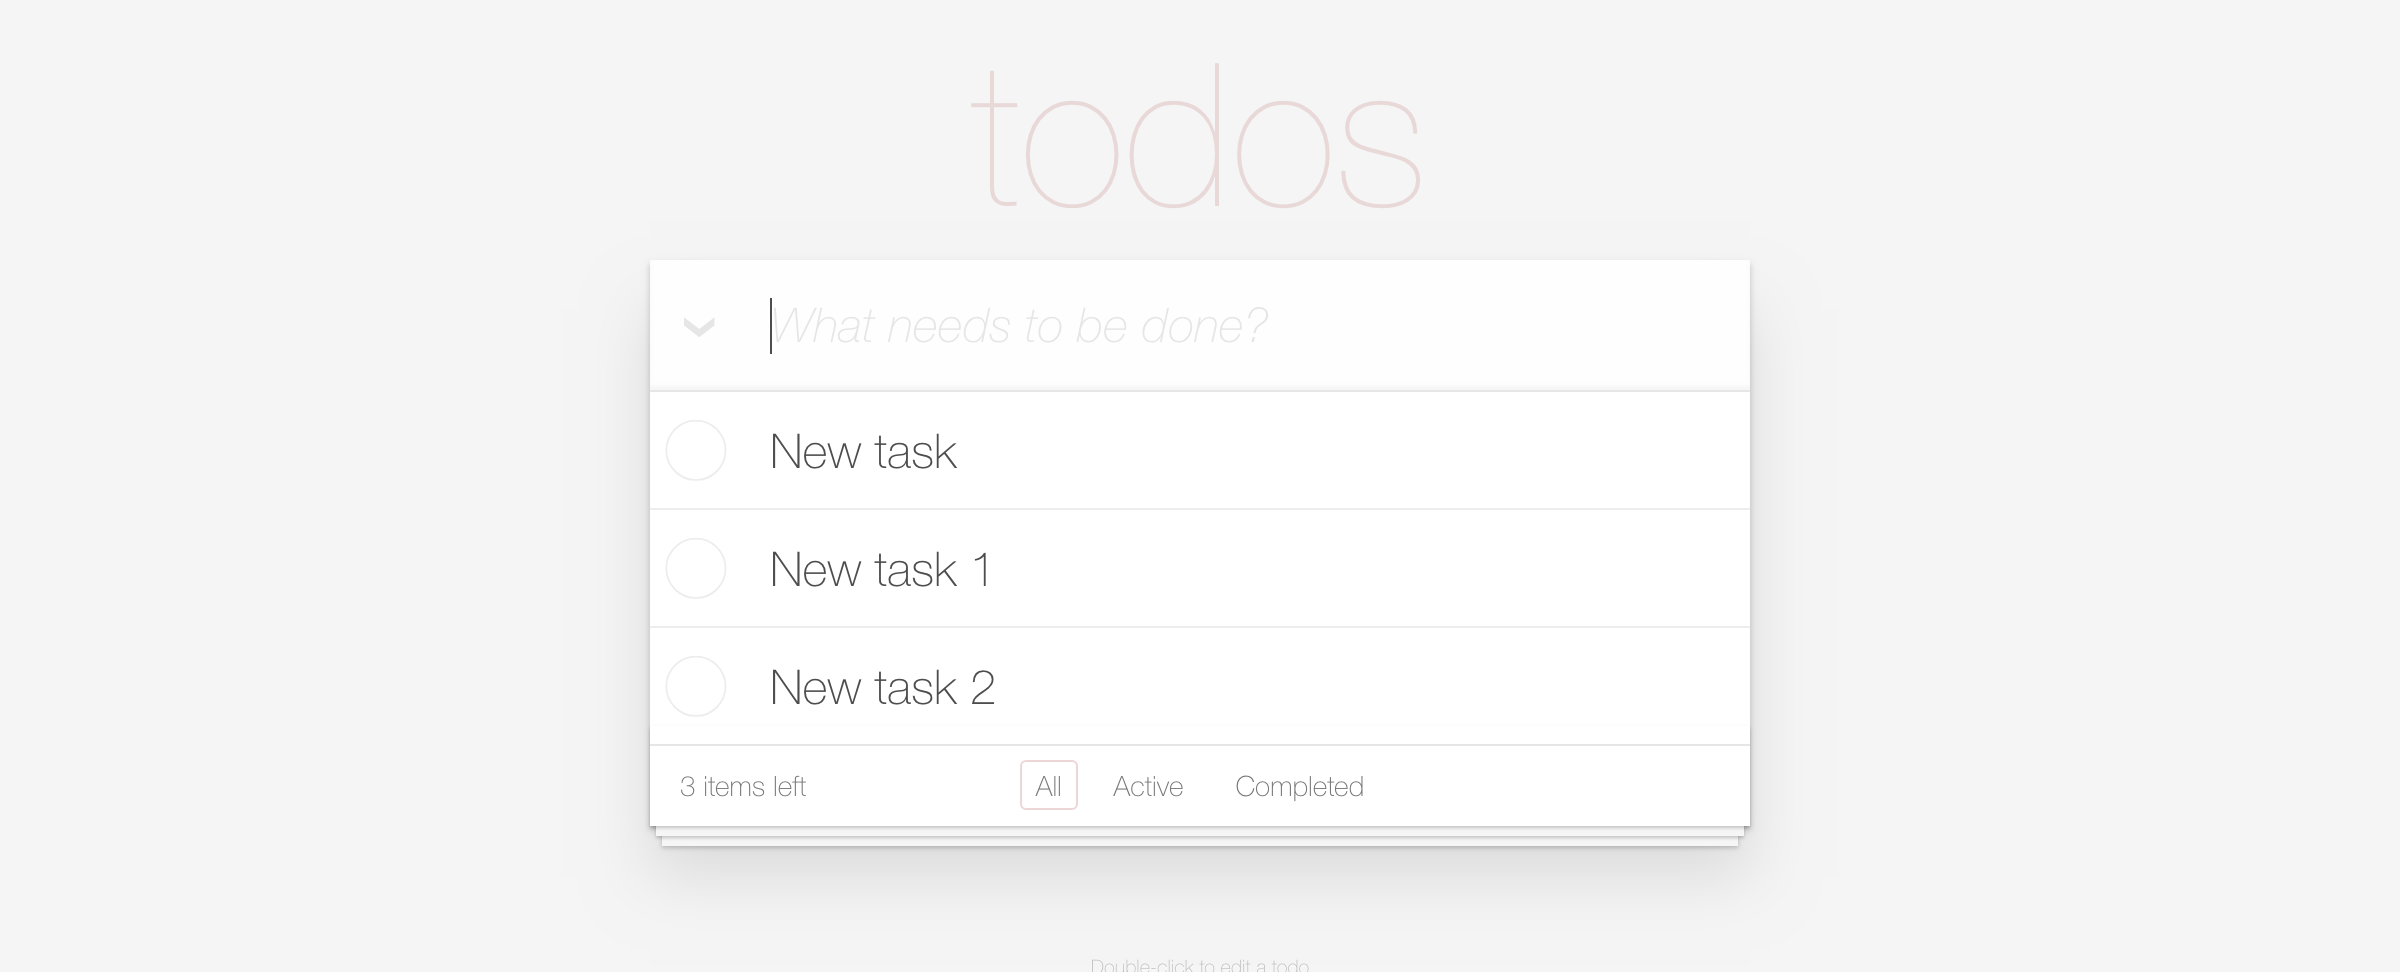 todos
What needs to be done?
New task
New task 1
New task 2
3 items left All Active Completed
Double-click to edit a todo